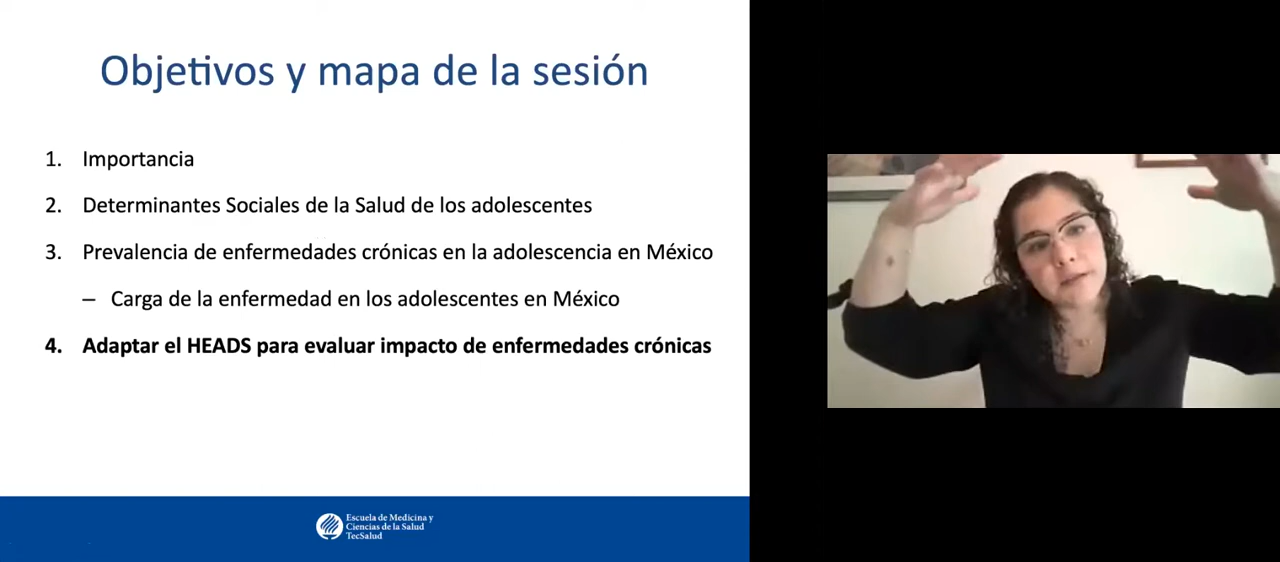 Objetivos y mapa de la sesión
1. Importancia
2. Determinantes Sociales de la Salud de los adolescentes
3. Prevalencia de enfermedades crónicas en la adolescencia en México
– Carga de la enfermedad en los adolescentes en México
4. Adaptar el HEADS para evaluar impacto de enfermedades crónicas
Escuela de Medicina y
Ciencias de la Salud
TecSalud